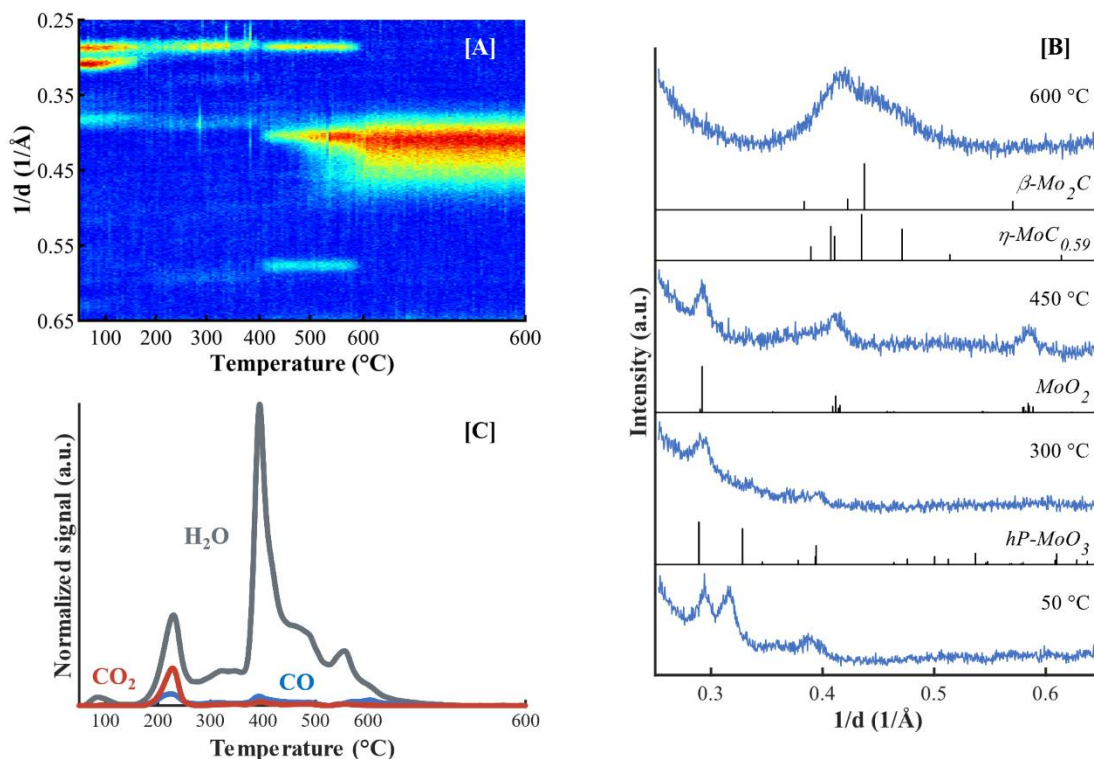 [A]
0.25
0.35
0.45
0.55
0.65
1/d (1/Å)
100 200 300 400 500 600 600
Temperature (°C)
[C]
Normalized signal (a.u.)
H₂O
CO₂
CO
100 200 300 400 500 600 600
Temperature (°C)
[B]
Intensity (a.u.)
600 °C
β-Mo₂C
η-MoC₀.₅₉
450 °C
MoO₂
300 °C
hP-MoO₃
50 °C
0.3 0.4 0.5 0.6
1/d (1/Å)